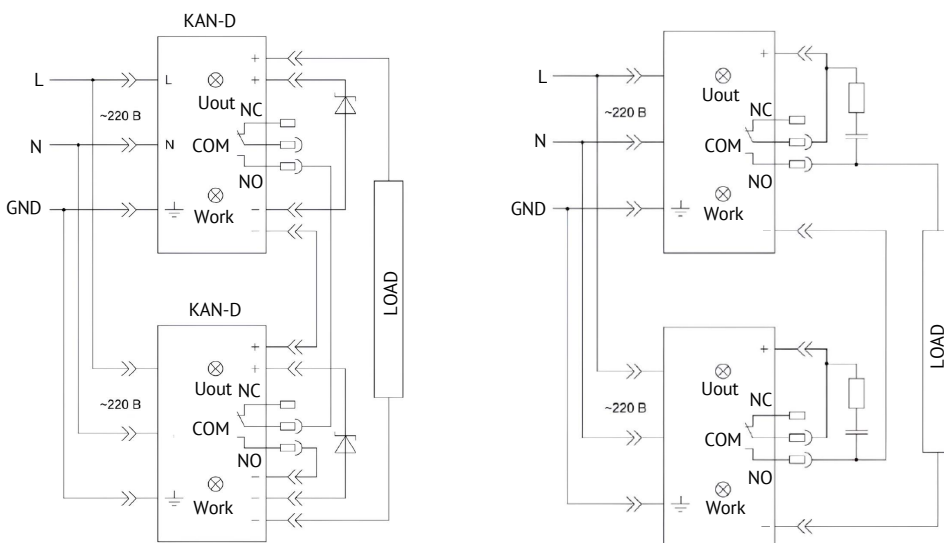 KAN-D
+
L
L
+
Uout
~220 В
NC
N
N
COM
NO
GND
Work
−
−
LOAD
KAN-D
+
+
Uout
~220 В
NC
COM
NO
−
−
Work
−
+
L
Uout
~220 В
NC
N
COM
NO
GND
Work
−
LOAD
+
Uout
~220 В
NC
COM
NO
Work
−